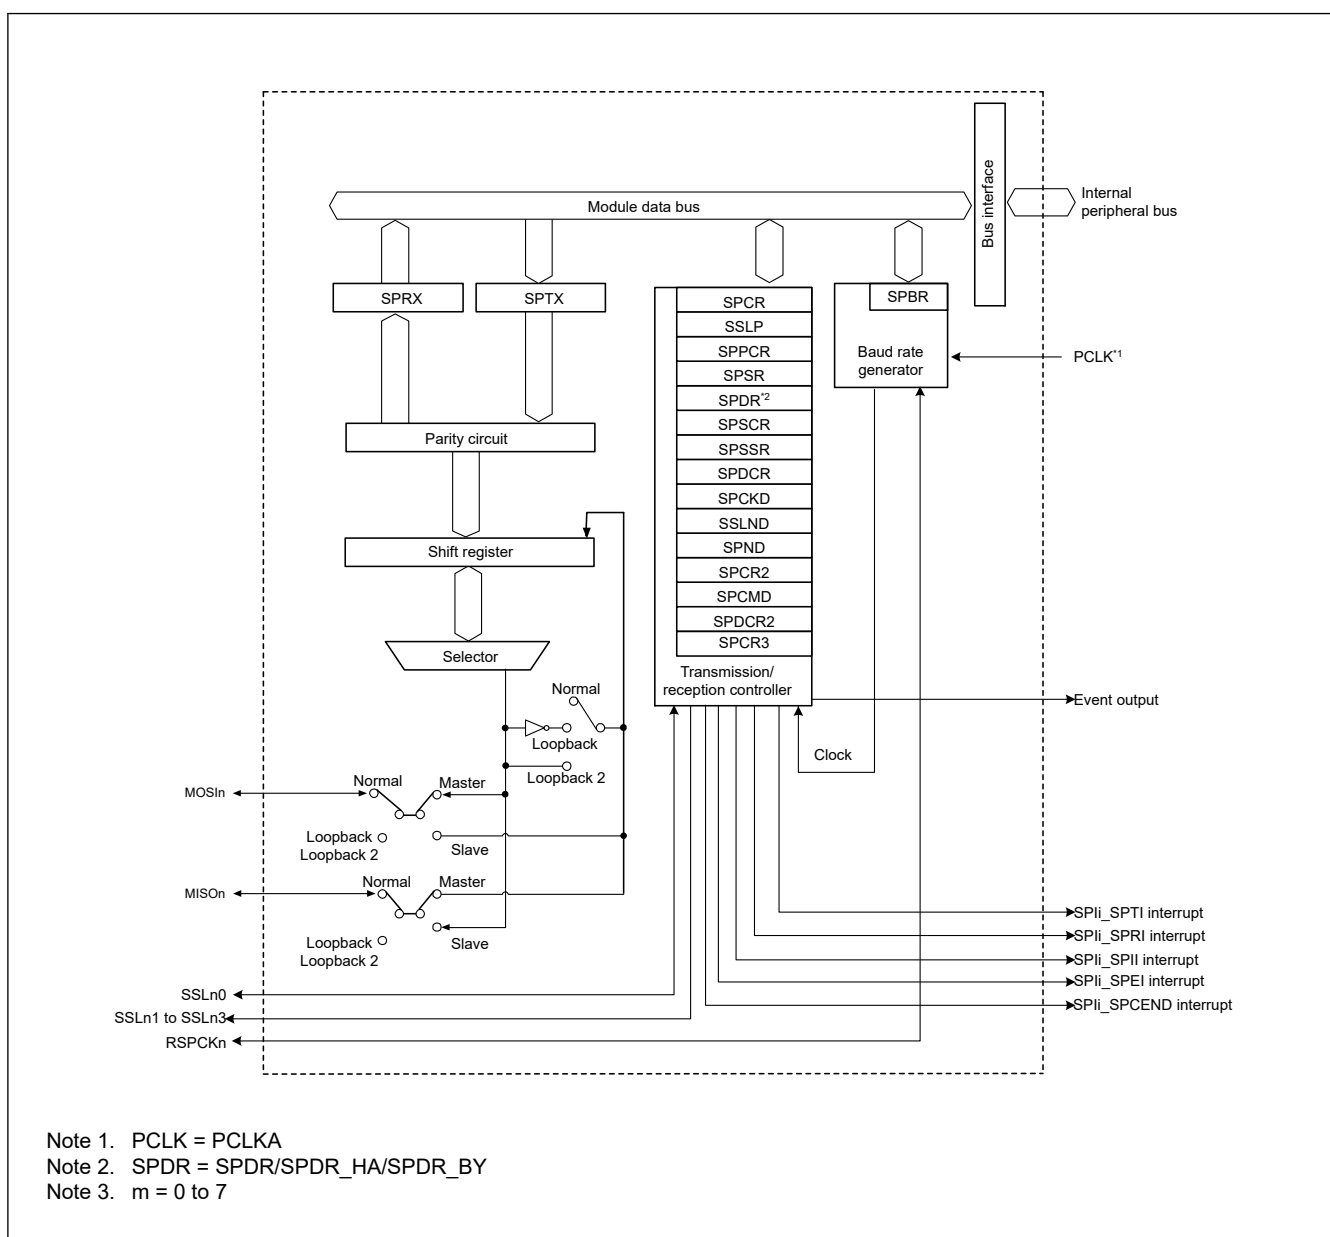 Module data bus
Bus interface
Internal
peripheral bus
SPRX
SPTX
SPCR
SSLP
SPPCR
SPSR
SPDR*2
SPSCR
SPSSR
SPDCR
SPCKD
SSLND
SPND
SPCR2
SPCMD
SPDCR2
SPCR3
Transmission/
reception controller
SPBR
Baud rate
generator
PCLK*1
Parity circuit
Shift register
Selector
Normal
Loopback
Loopback 2
Clock
Event output
MOSIn
Normal
Master
Loopback
Loopback 2
Slave
MISOn
Normal
Master
Loopback
Loopback 2
Slave
SSLn0
SSLn1 to SSLn3
RSPCKn
SPIi_SPTI interrupt
SPIi_SPRI interrupt
SPIi_SPII interrupt
SPIi_SPEI interrupt
SPIi_SPCEND interrupt
Note 1. PCLK = PCLKA
Note 2. SPDR = SPDR/SPDR_HA/SPDR_BY
Note 3. m = 0 to 7